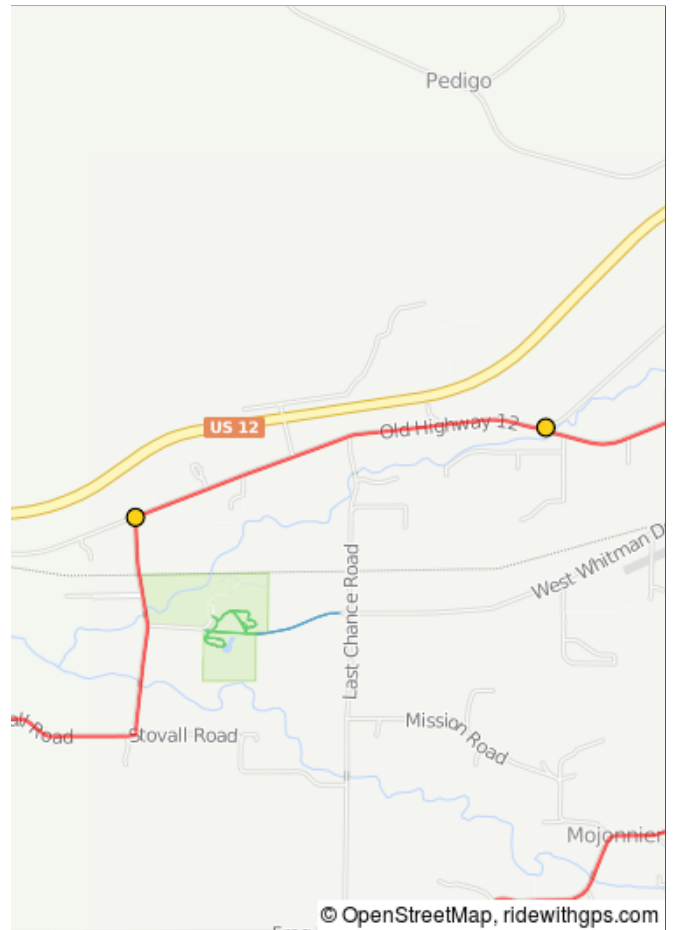 Pedigo
US 12
Old Highway 12
Last Chance Road
West Whitman D
Road
Stovall Road
Mission Road
Mojonnier
© OpenStreetMap, ridewithgps.com